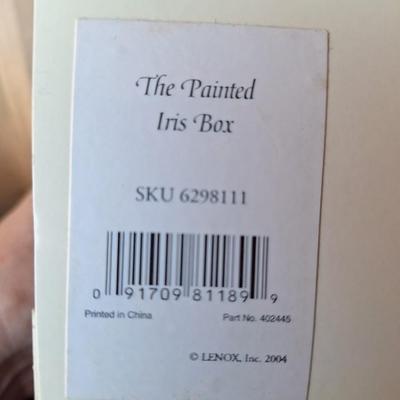 The Painted
Iris Box
SKU 6298111
0 91709 81189 9
Printed in China Part No. 402445
© LENOX, Inc. 2004